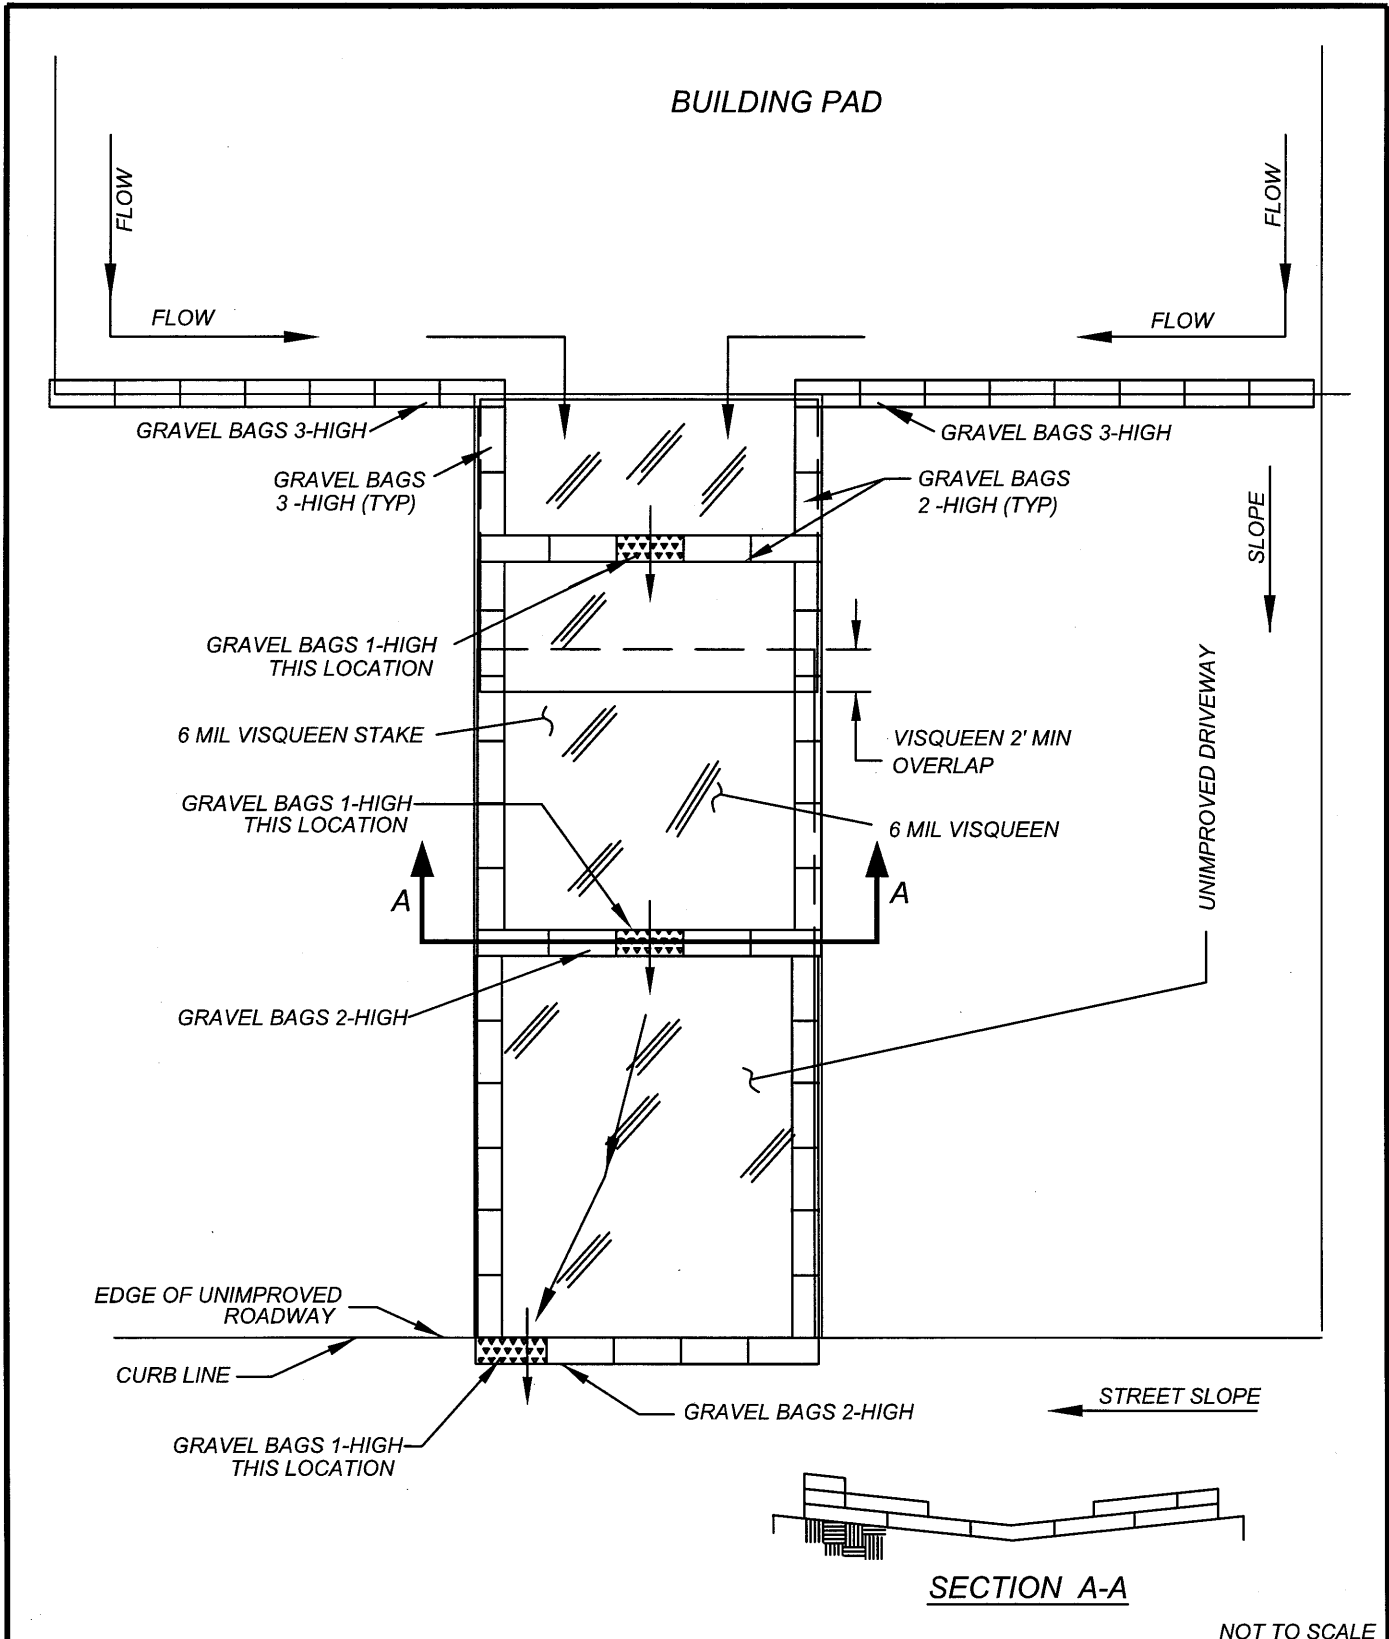 BUILDING PAD
FLOW
FLOW
FLOW
FLOW
GRAVEL BAGS 3-HIGH
GRAVEL BAGS 3-HIGH
GRAVEL BAGS
3 -HIGH (TYP)
GRAVEL BAGS
2 -HIGH (TYP)
SLOPE
GRAVEL BAGS 1-HIGH
THIS LOCATION
6 MIL VISQUEEN STAKE
VISQUEEN 2' MIN
OVERLAP
UNIMPROVED DRIVEWAY
GRAVEL BAGS 1-HIGH
THIS LOCATION
6 MIL VISQUEEN
A
A
GRAVEL BAGS 2-HIGH
EDGE OF UNIMPROVED
ROADWAY
CURB LINE
STREET SLOPE
GRAVEL BAGS 2-HIGH
GRAVEL BAGS 1-HIGH
THIS LOCATION
SECTION A-A
NOT TO SCALE